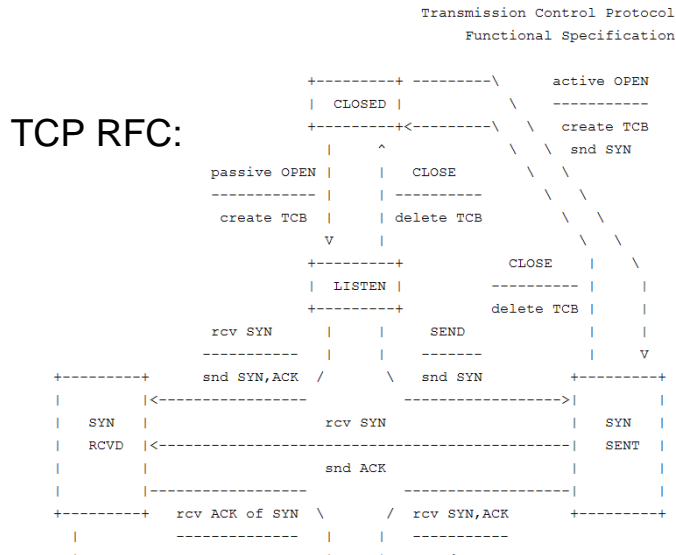 Transmission Control Protocol
Functional Specification
+---------+ ---------\      active OPEN
|  CLOSED |            \    -----------
TCP RFC:
+---------+<---------\   \   create TCB
|     ^              \   \  snd SYN
passive OPEN |     |   CLOSE        \   \
------------ |     | ----------       \   \
create TCB  |     | delete TCB         \   \
V     |                      \   \
+---------+            CLOSE    |    \
|  LISTEN |          ---------- |     |
+---------+          delete TCB |     |
rcv SYN      |     |     SEND              |     |
-----------   |     |    -------            |     V
+---------+      snd SYN,ACK  /       \   snd SYN          +---------+
|         |<-----------------           ------------------>|         |
|   SYN   |                    rcv SYN                     |   SYN   |
|   RCVD  |<-----------------------------------------------|   SENT  |
|         |                    snd ACK                     |         |
|         |------------------           -------------------|         |
+---------+   rcv ACK of SYN  \       /  rcv SYN,ACK       +---------+
|           --------------   |     |   -----------